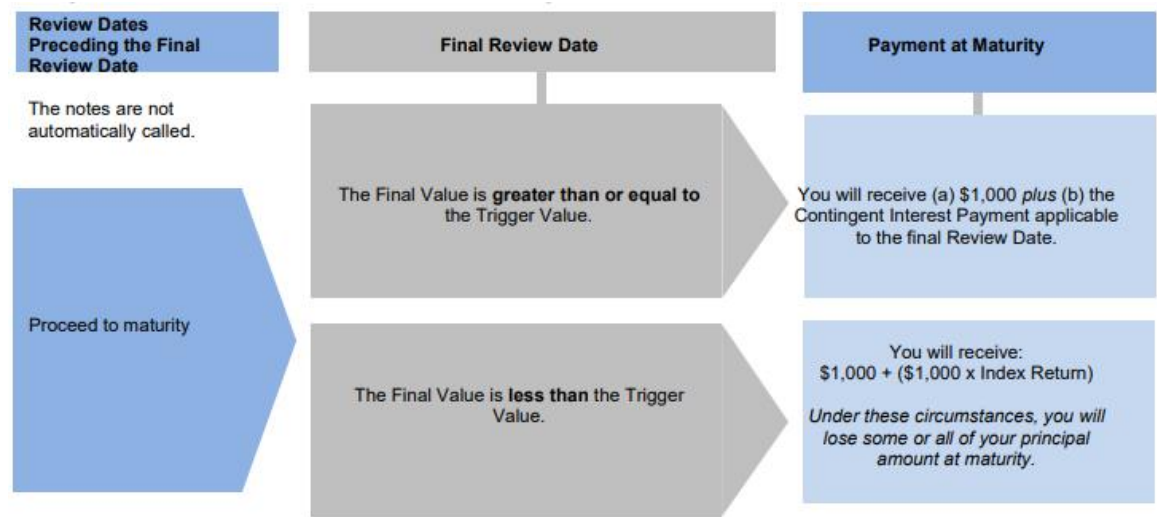 Review Dates
Preceding the Final
Review Date
The notes are not
automatically called.
Proceed to maturity
Final Review Date
The Final Value is greater than or equal to
the Trigger Value.
The Final Value is less than the Trigger
Value.
Payment at Maturity
You will receive (a) $1,000 plus (b) the
Contingent Interest Payment applicable
to the final Review Date.
You will receive:
$1,000 + ($1,000 x Index Return)
Under these circumstances, you will
lose some or all of your principal
amount at maturity.